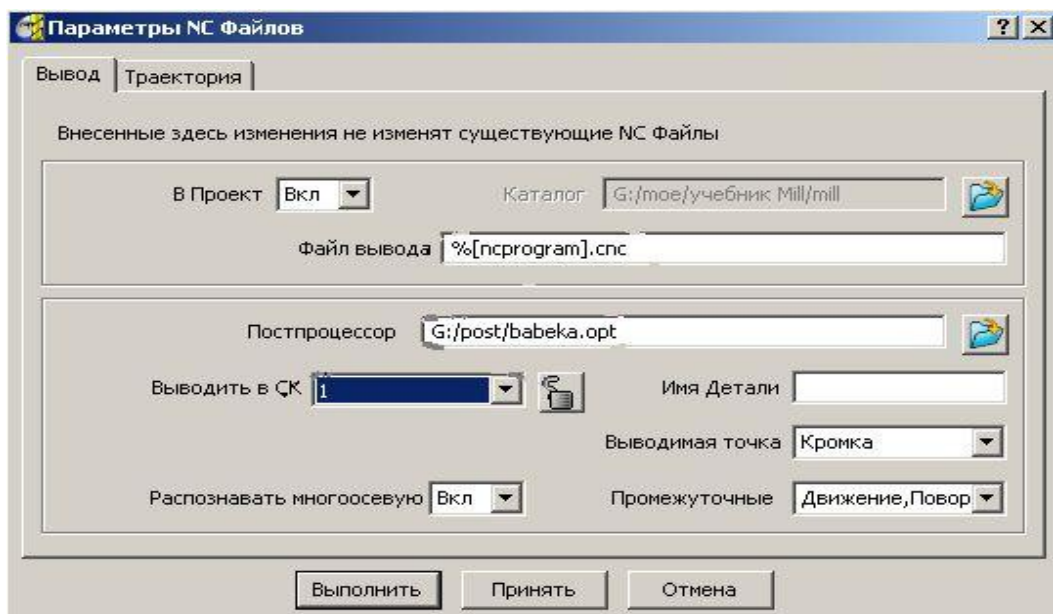 Параметры NC Файлов
Вывод Траектория
Внесенные здесь изменения не изменят существующие NC Файлы
В Проект Вкл Каталог G:/moe/учебник Mill/mill
Файл вывода %[ncprogram].cnc
Постпроцессор G:/post/babeka.opt
Выводить в СК 1 Имя Детали
Выводимая точка Кромка
Распознавать многоосевую Вкл Промежуточные Движение,Повор
Выполнить Принять Отмена